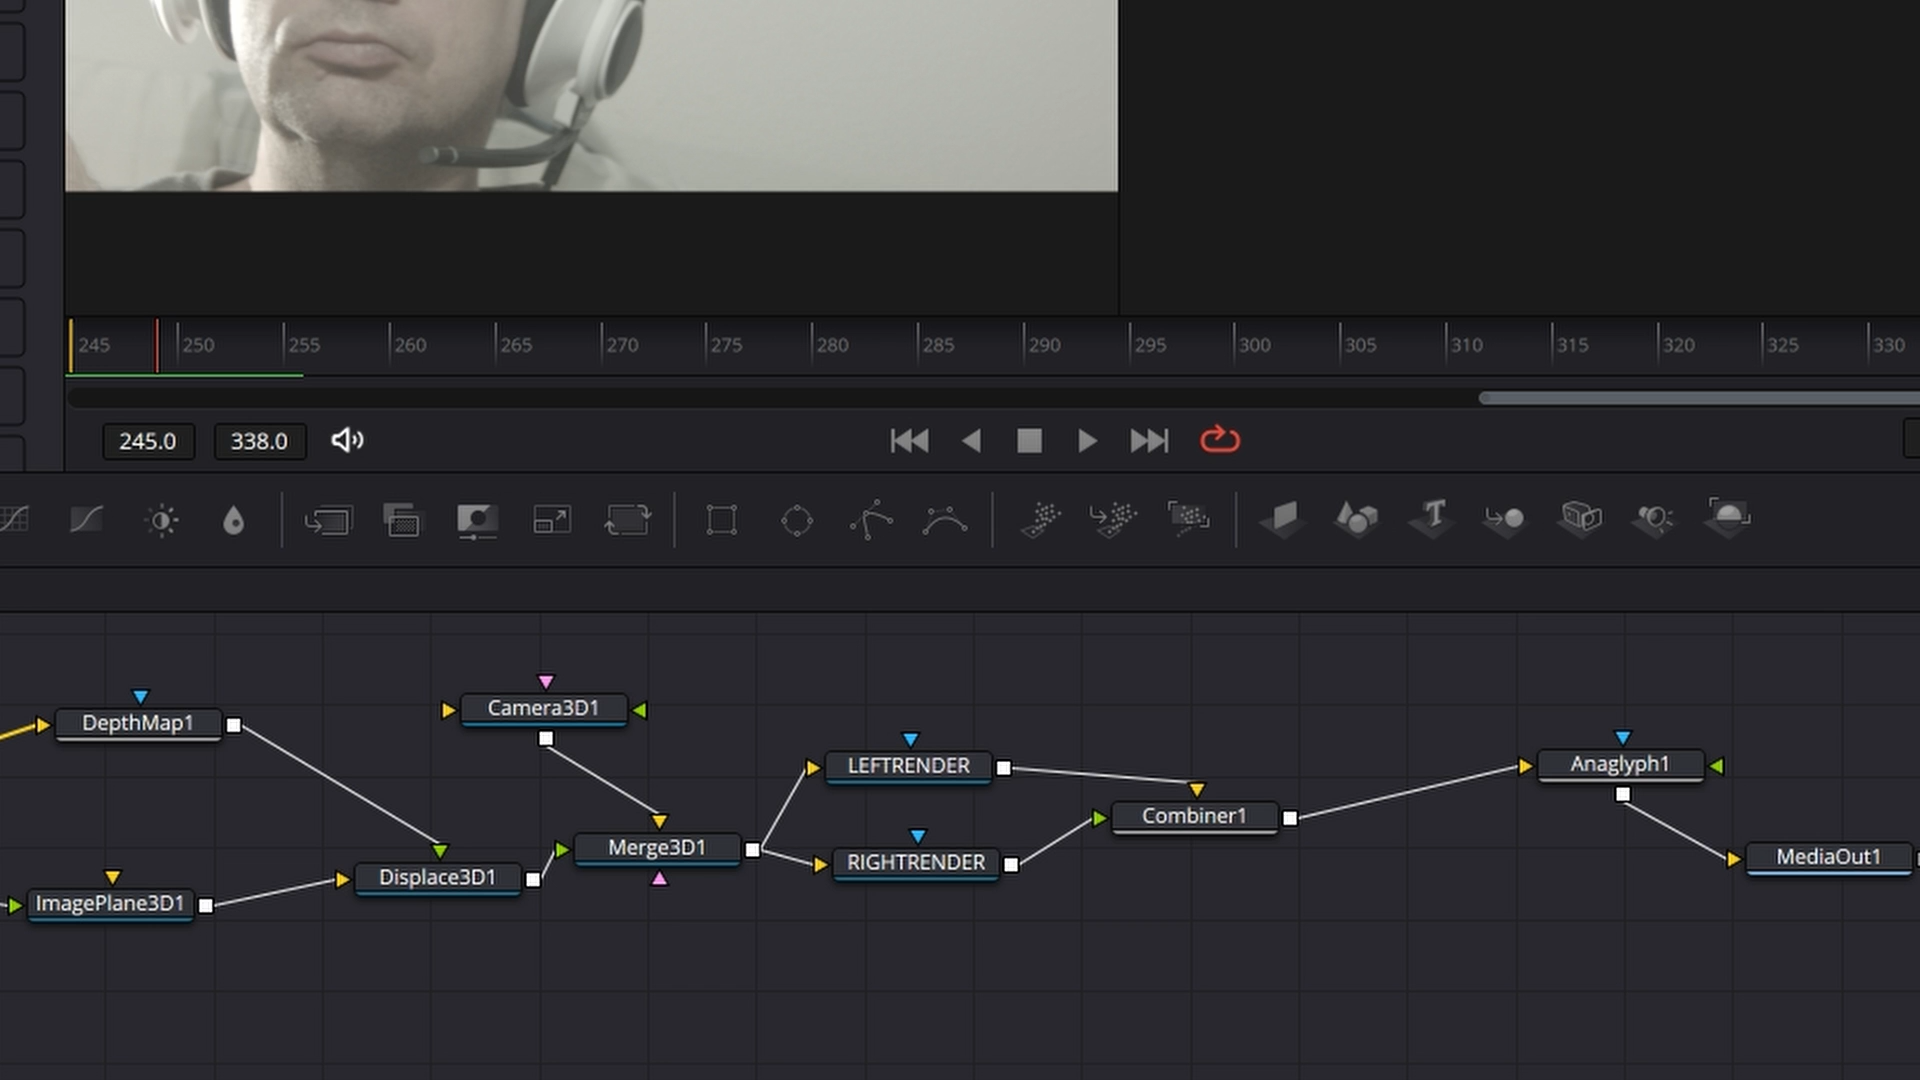 245 250 255 260 265 270 275 280 285 290 295 300 305 310 315 320 325 330
245.0 338.0
Camera3D1
DepthMap1
LEFTRENDER
Anaglyph1
Combiner1
Merge3D1
RIGHTRENDER
MediaOut1
Displace3D1
ImagePlane3D1